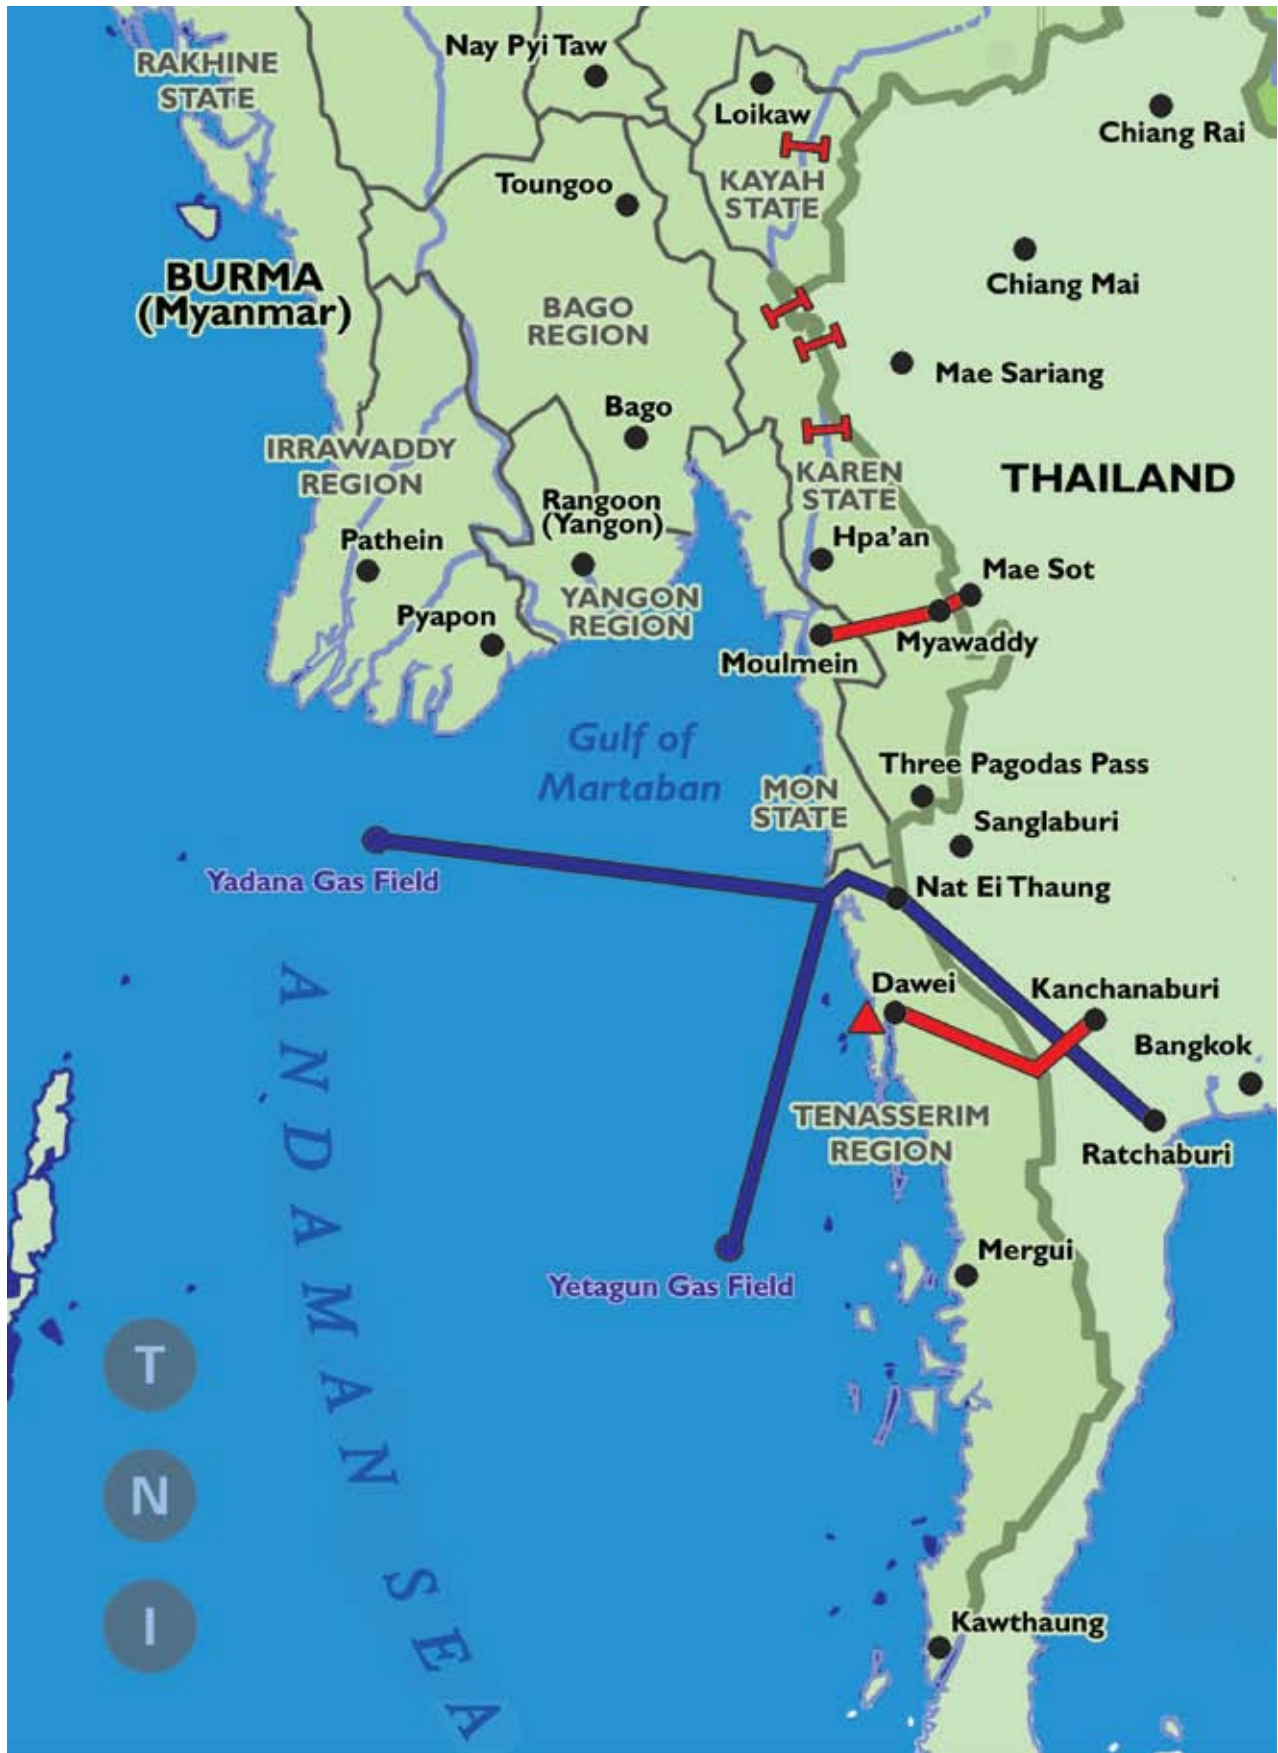 Nay Pyi Taw
RAKHINE
STATE
Loikaw
Chiang Rai
Toungoo
KAYAH
STATE
BURMA
(Myanmar)
Chiang Mai
BAGO
REGION
Mae Sariang
Bago
IRRAWADDY
REGION
KAREN
STATE
THAILAND
Rangoon
(Yangon)
Pathein
Hpa'an
Mae Sot
YANGON
REGION
Pyapon
Myawaddy
Moulmein
Gulf of
Martaban
Three Pagodas Pass
MON
STATE
Sanglaburi
Yadana Gas Field
Nat Ei Thaung
Dawei
Kanchanaburi
Bangkok
TENASSERIM
REGION
Ratchaburi
Mergui
Yetagun Gas Field
ANDAMAN SEA
T
N
I
Kawthaung